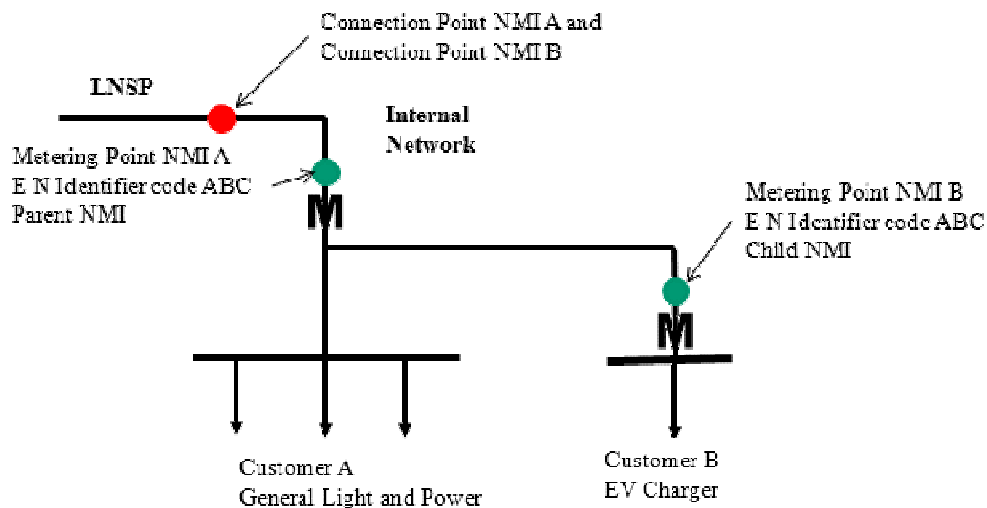 Connection Point NMI A and
Connection Point NMI B
LNSP
Internal
Network
Metering Point NMI A
E N Identifier code ABC
Parent NMI
M
Metering Point NMI B
E N Identifier code ABC
Child NMI
M
Customer A
General Light and Power
Customer B
EV Charger